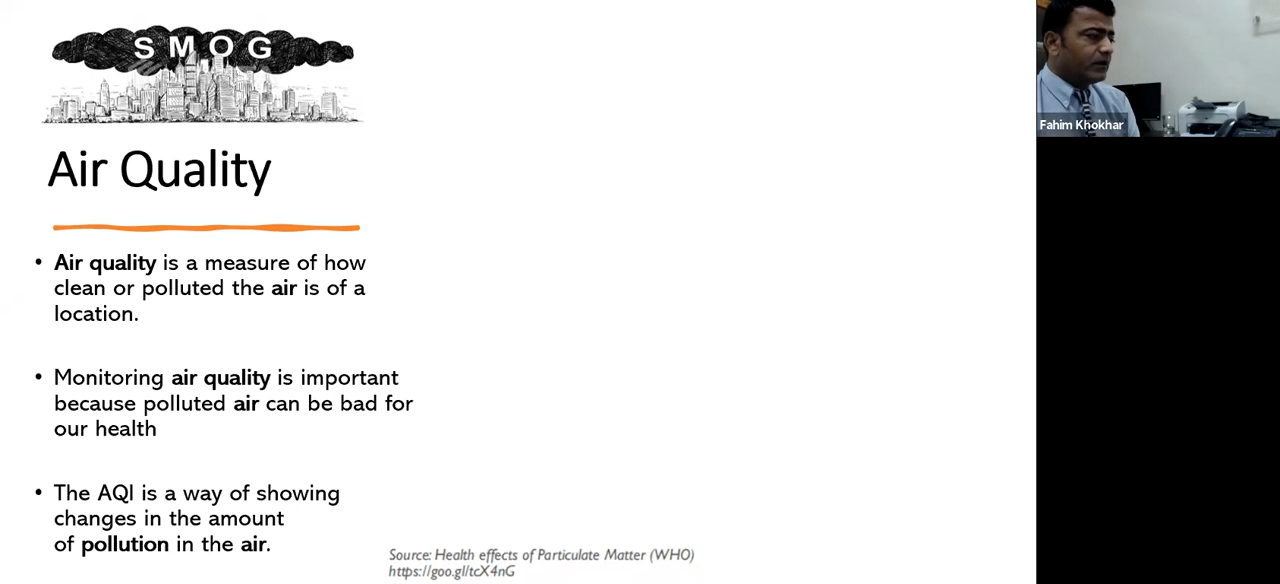 SMOG
Air Quality
• Air quality is a measure of how
clean or polluted the air is of a
location.
• Monitoring air quality is important
because polluted air can be bad for
our health
• The AQI is a way of showing
changes in the amount
of pollution in the air.
Source: Health effects of Particulate Matter (WHO)
https://goo.gl/tcX4nG
Fahim Khokhar